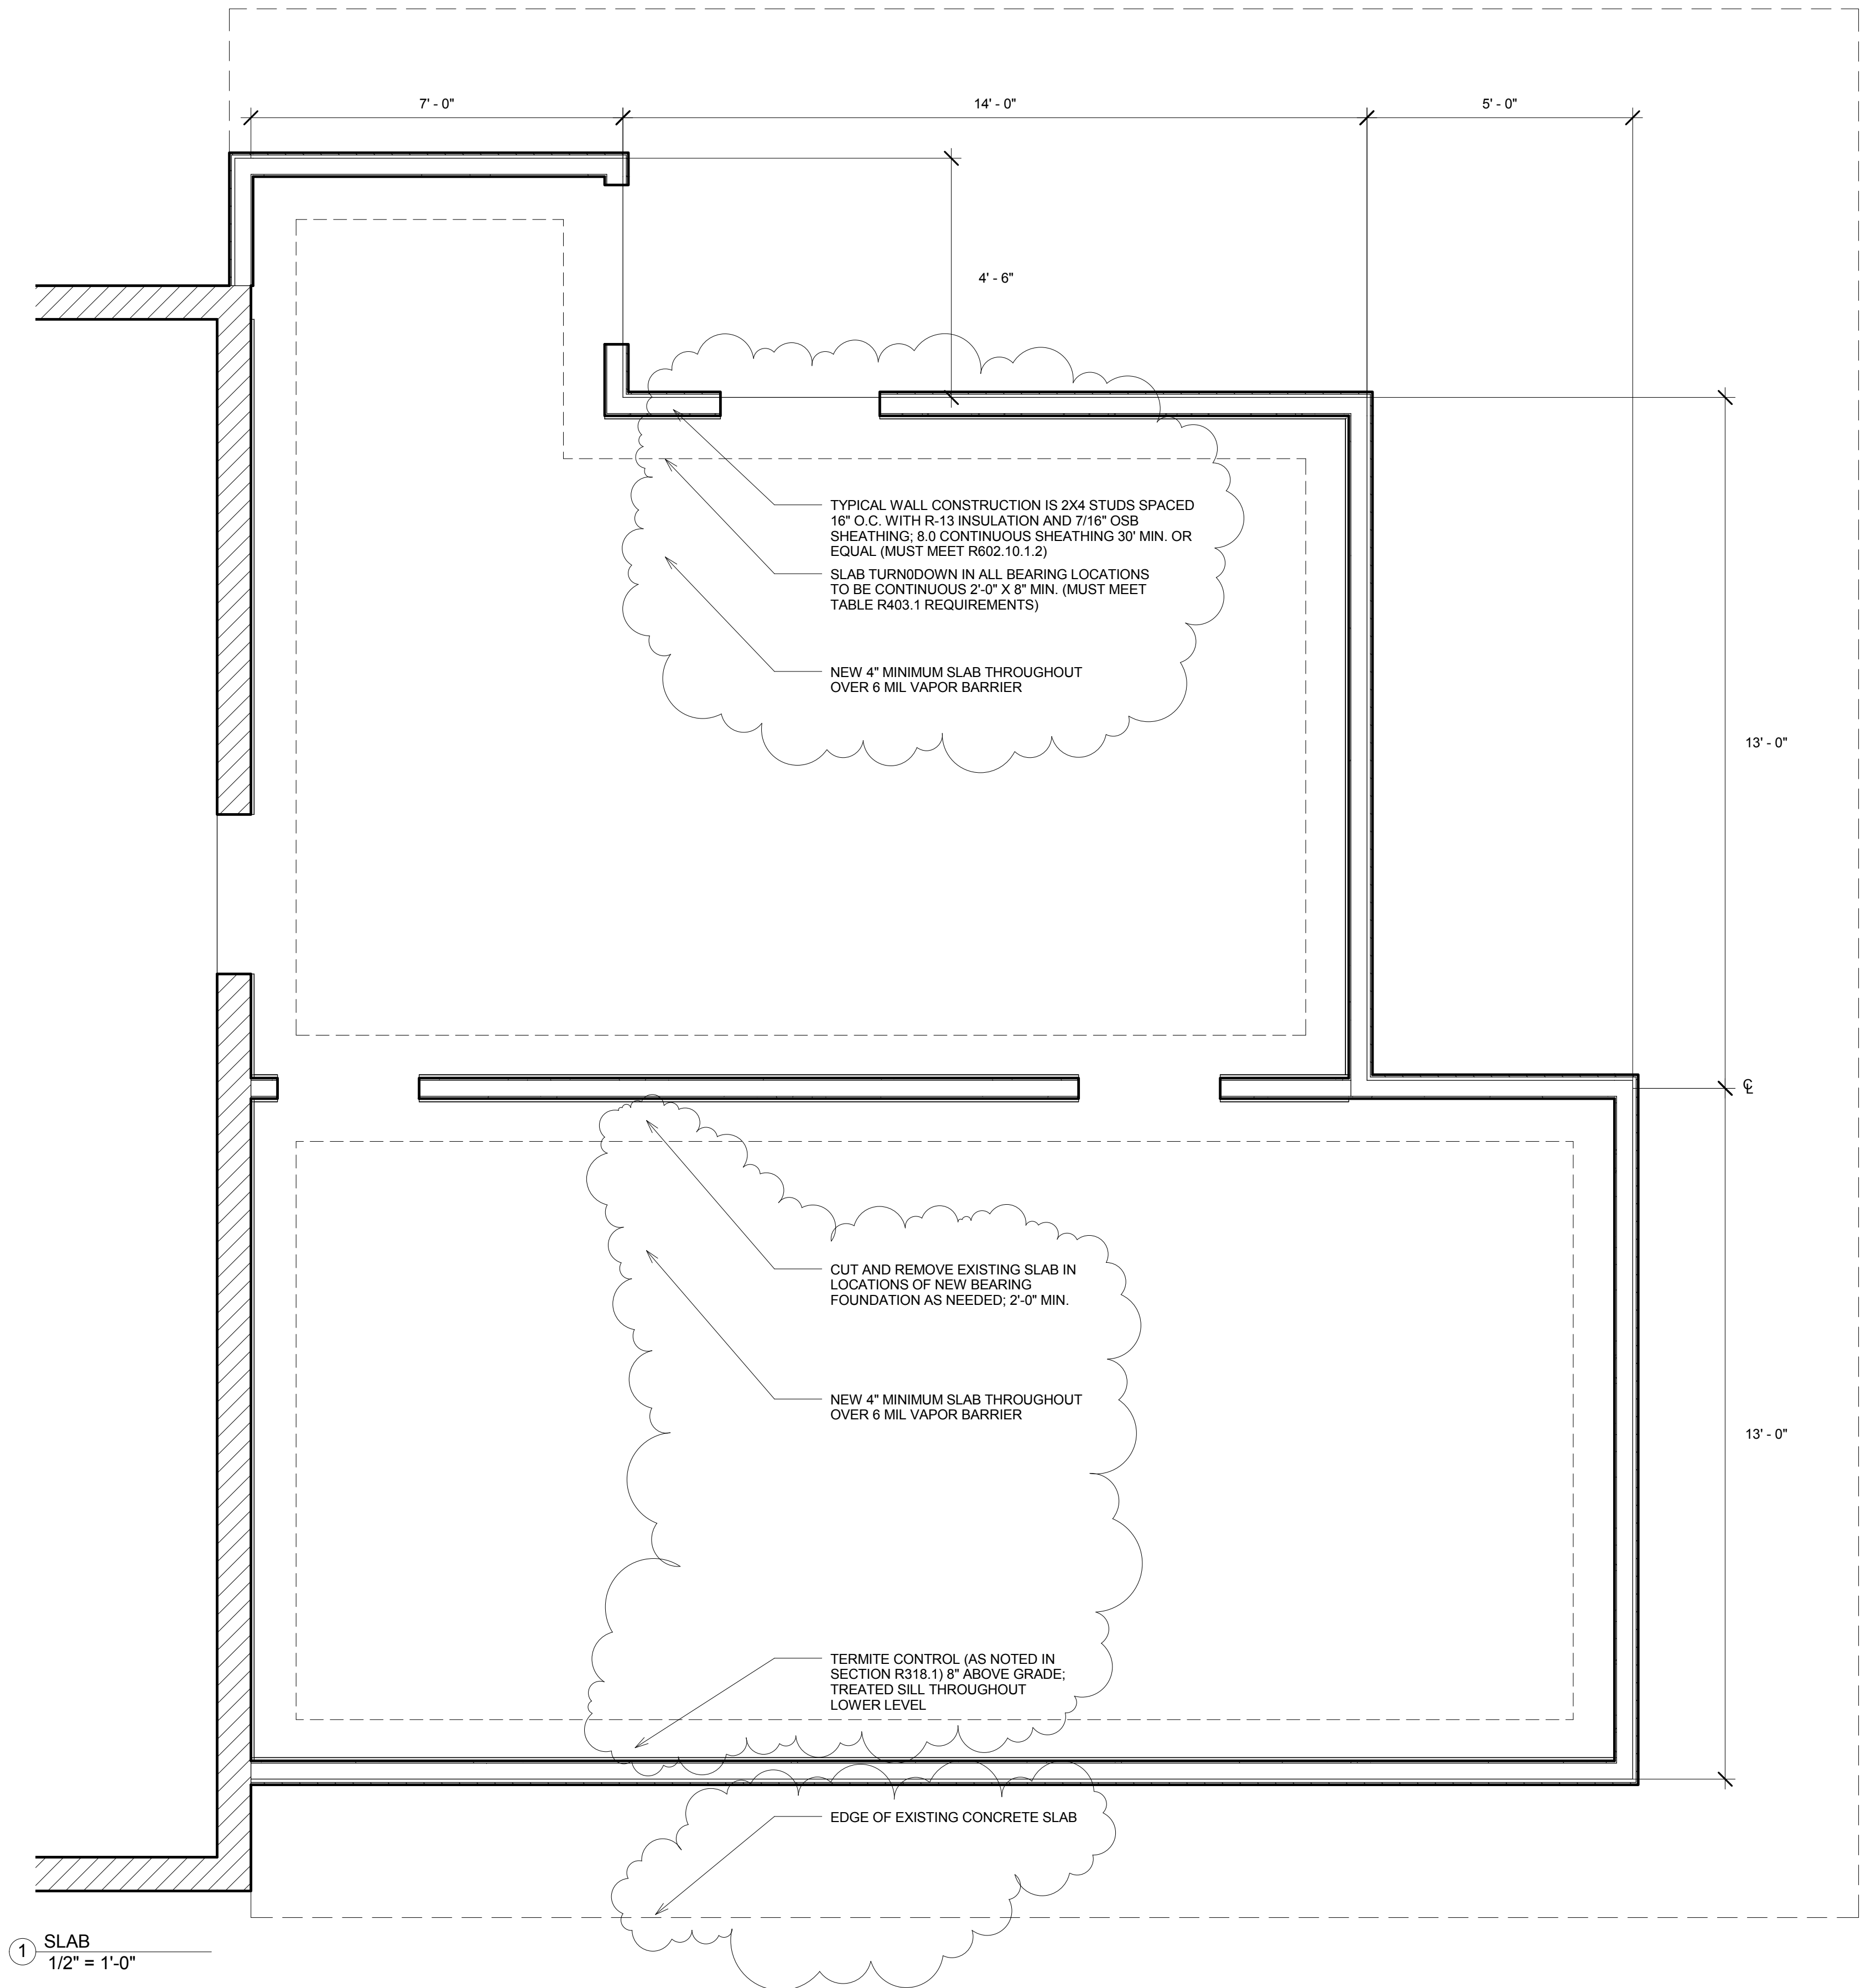 7' - 0"
14' - 0"
5' - 0"
4' - 6"
TYPICAL WALL CONSTRUCTION IS 2X4 STUDS SPACED
16" O.C. WITH R-13 INSULATION AND 7/16" OSB
SHEATHING; 8.0 CONTINUOUS SHEATHING 30' MIN. OR
EQUAL (MUST MEET R602.10.1.2)
SLAB TURN0DOWN IN ALL BEARING LOCATIONS
TO BE CONTINUOUS 2'-0" X 8" MIN. (MUST MEET
TABLE R403.1 REQUIREMENTS)
NEW 4" MINIMUM SLAB THROUGHOUT
OVER 6 MIL VAPOR BARRIER
13' - 0"
℄
CUT AND REMOVE EXISTING SLAB IN
LOCATIONS OF NEW BEARING
FOUNDATION AS NEEDED; 2'-0" MIN.
NEW 4" MINIMUM SLAB THROUGHOUT
OVER 6 MIL VAPOR BARRIER
13' - 0"
TERMITE CONTROL (AS NOTED IN
SECTION R318.1) 8" ABOVE GRADE;
TREATED SILL THROUGHOUT
LOWER LEVEL
EDGE OF EXISTING CONCRETE SLAB
1 SLAB
1/2" = 1'-0"